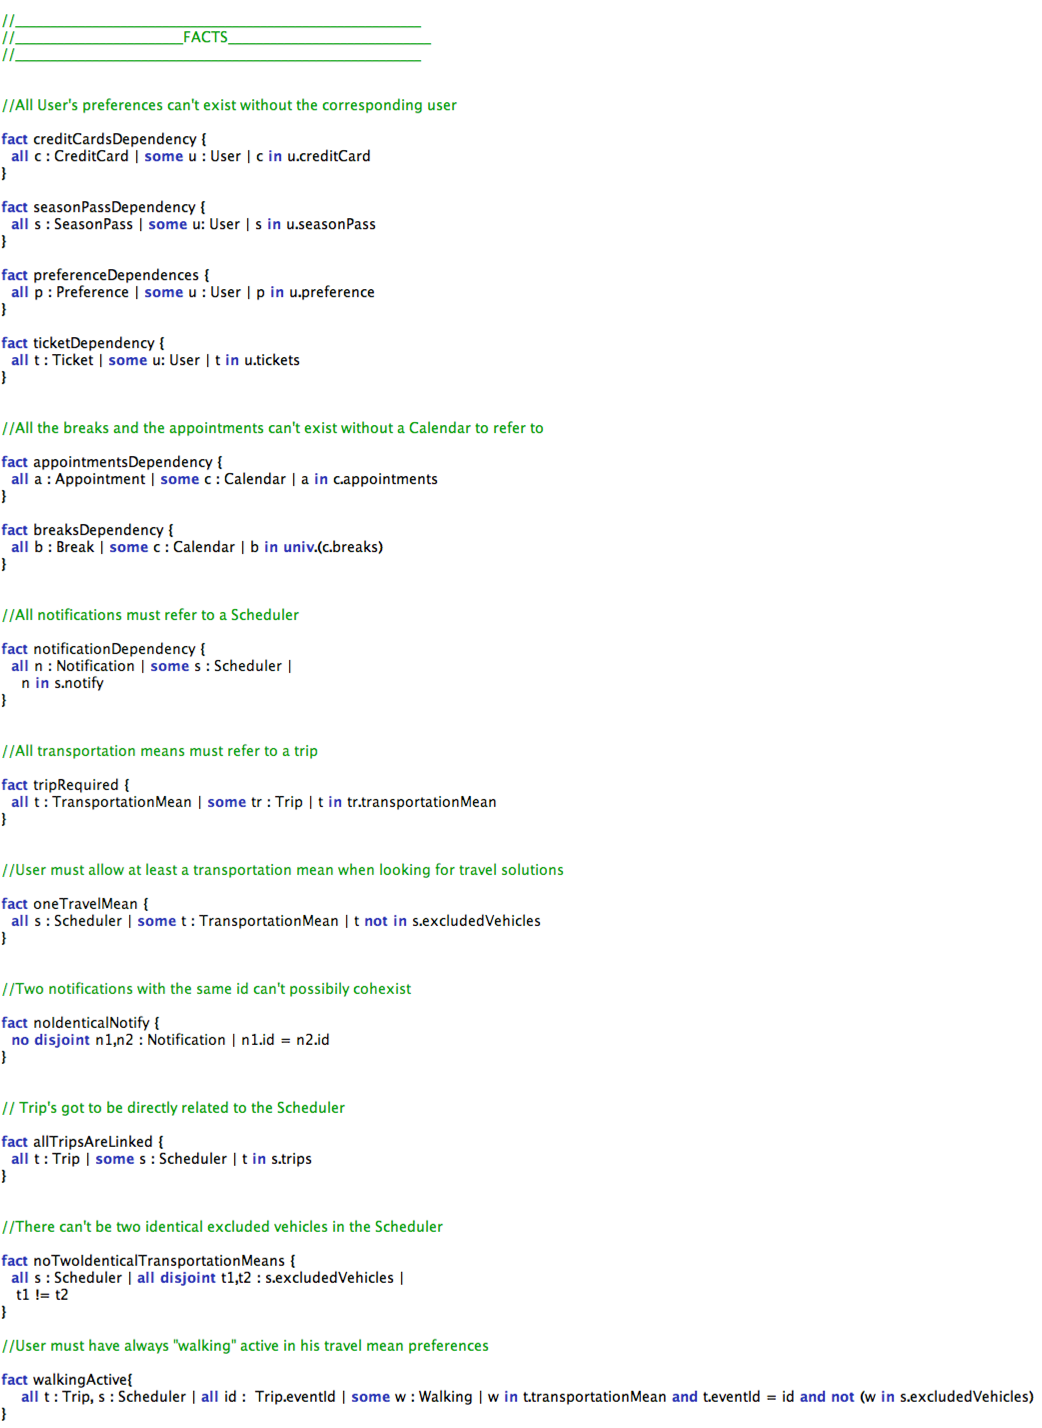 //______________________________________________
//___________________FACTS_______________________
//______________________________________________
//All User's preferences can't exist without the corresponding user
fact creditCardsDependency {
all c : CreditCard | some u : User | c in u.creditCard
}
fact seasonPassDependency {
all s : SeasonPass | some u: User | s in u.seasonPass
}
fact preferenceDependences {
all p : Preference | some u : User | p in u.preference
}
fact ticketDependency {
all t : Ticket | some u: User | t in u.tickets
}
//All the breaks and the appointments can't exist without a Calendar to refer to
fact appointmentsDependency {
all a : Appointment | some c : Calendar | a in c.appointments
}
fact breaksDependency {
all b : Break | some c : Calendar | b in univ.(c.breaks)
}
//All notifications must refer to a Scheduler
fact notificationDependency {
all n : Notification | some s : Scheduler |
n in s.notify
}
//All transportation means must refer to a trip
fact tripRequired {
all t : TransportationMean | some tr : Trip | t in tr.transportationMean
}
//User must allow at least a transportation mean when looking for travel solutions
fact oneTravelMean {
all s : Scheduler | some t : TransportationMean | t not in s.excludedVehicles
}
//Two notifications with the same id can't possibily cohexist
fact noIdenticalNotify {
no disjoint n1,n2 : Notification | n1.id = n2.id
}
// Trip's got to be directly related to the Scheduler
fact allTripsAreLinked {
all t : Trip | some s : Scheduler | t in s.trips
}
//There can't be two identical excluded vehicles in the Scheduler
fact noTwoIdenticalTransportationMeans {
all s : Scheduler | all disjoint t1,t2 : s.excludedVehicles |
t1 != t2
}
//User must have always "walking" active in his travel mean preferences
fact walkingActive{
all t : Trip, s : Scheduler | all id :  Trip.eventId | some w : Walking | w in t.transportationMean and t.eventId = id and not (w in s.excludedVehicles)
}